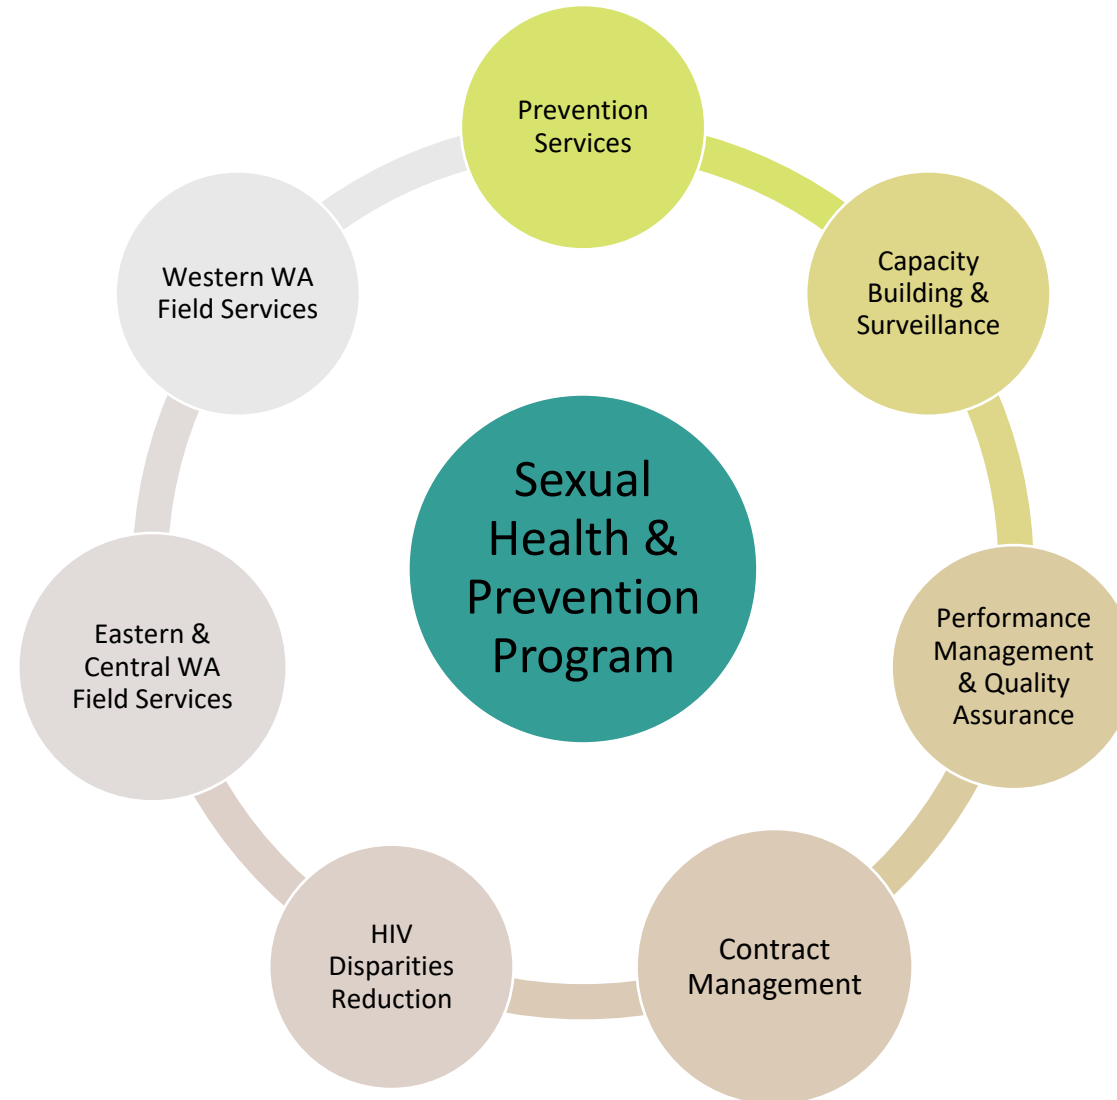 Prevention
Services
Capacity
Building &
Surveillance
Performance
Management
& Quality
Assurance
Contract
Management
HIV
Disparities
Reduction
Eastern &
Central WA
Field Services
Western WA
Field Services
Sexual
Health &
Prevention
Program